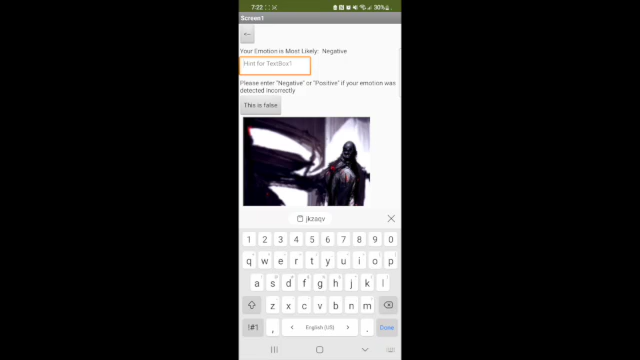 7:22
30%
Screen1
←
Your Emotion is Most Likely: Negative
Hint for TextBox1
Please enter "Negative" or "Positive" if your emotion was
detected incorrectly
This is false
jkzaqv
1 2 3 4 5 6 7 8 9 0
q w e r t y u i o p
a s d f g h j k l
z x c v b n m
!#1 , English (US) . Done